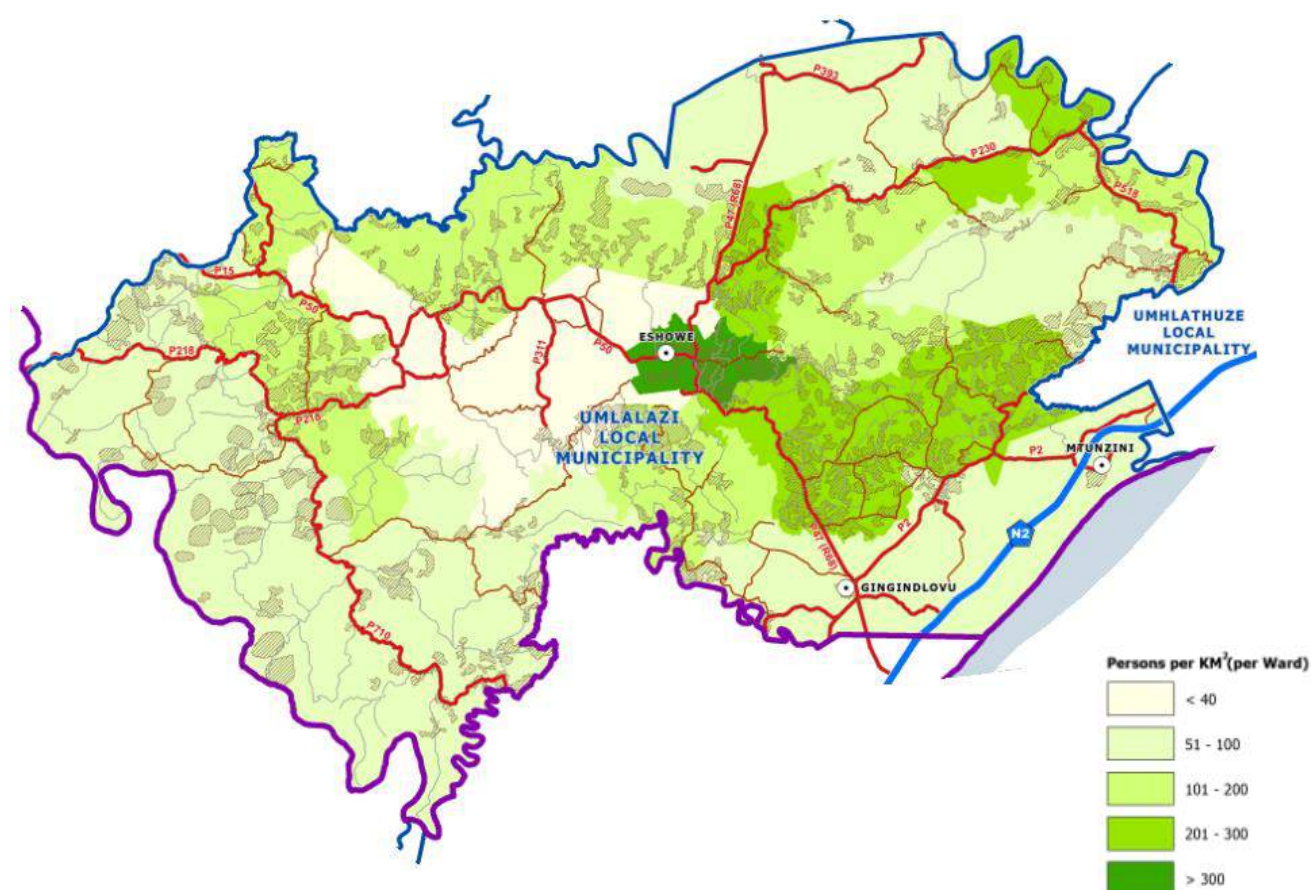 P393
P230
P518
P47 (R68)
P15
P50
P218
P218
P311
P50
ESHOWE
UMHLATHUZE
LOCAL
MUNICIPALITY
UMLALAZI
LOCAL
MUNICIPALITY
P2
MTUNZINI
P2
N2
P47 (R68)
GINGINDLOVU
P710
Persons per KM² (per Ward)
< 40
51 - 100
101 - 200
201 - 300
> 300